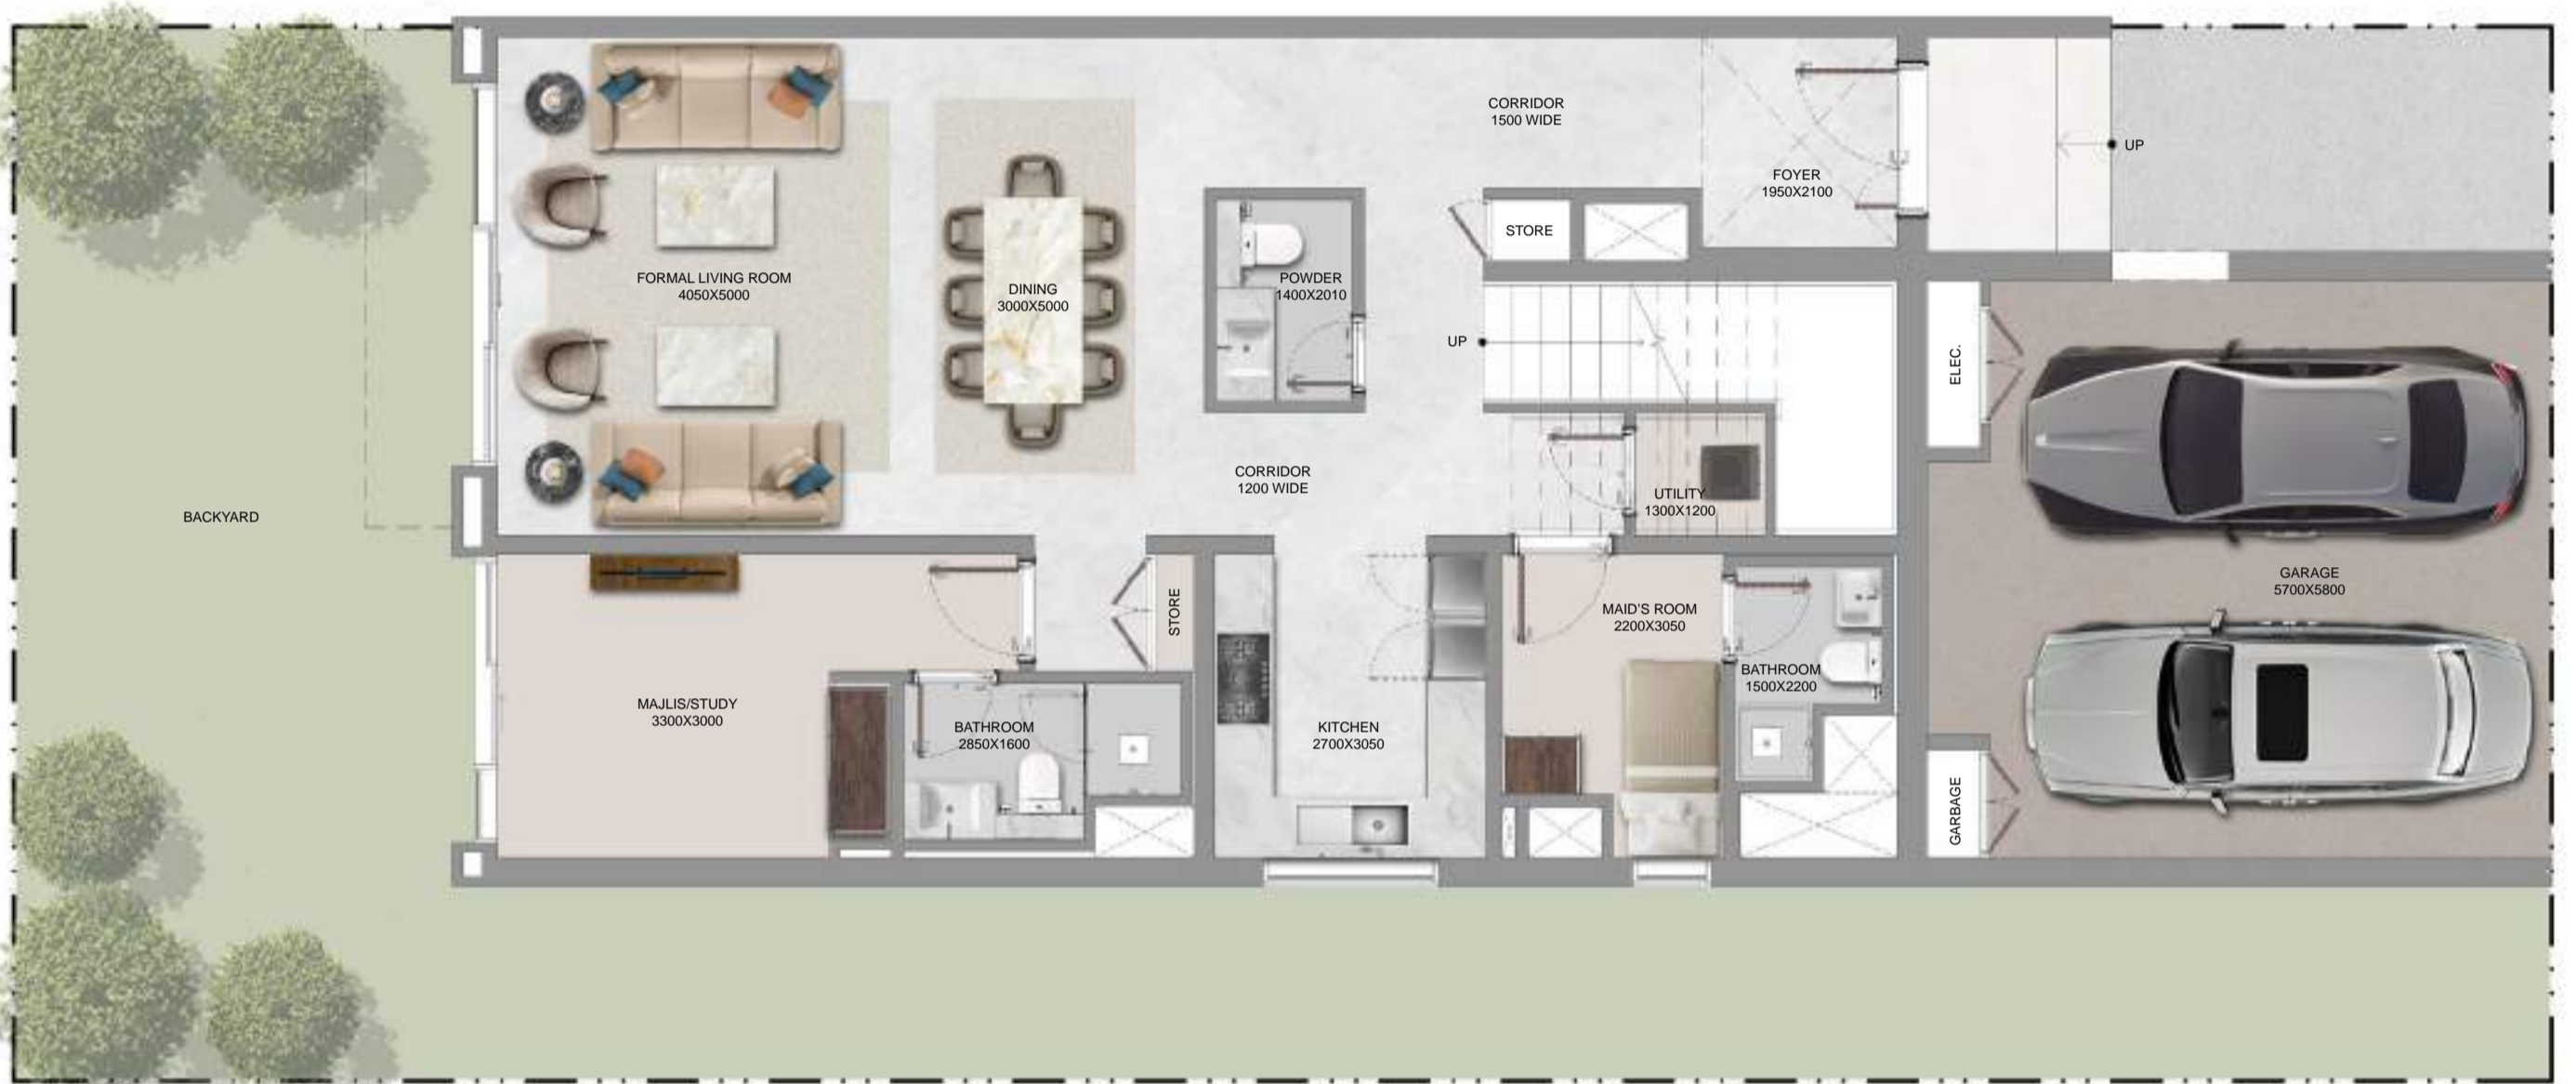 CORRIDOR
1500 WIDE
UP
FOYER
1950X2100
STORE
FORMAL LIVING ROOM
4050X5000
DINING
3000X5000
POWDER
1400X2010
UP
ELEC.
CORRIDOR
1200 WIDE
UTILITY
1300X1200
BACKYARD
GARAGE
5700X5800
STORE
MAID'S ROOM
2200X3050
BATHROOM
1500X2200
MAJLIS/STUDY
3300X3000
BATHROOM
2850X1600
KITCHEN
2700X3050
GARBAGE